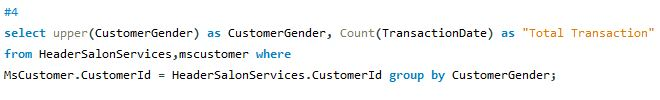 #4
select upper(CustomerGender) as CustomerGender, Count(TransactionDate) as "Total Transaction"
from HeaderSalonServices,mscustomer where
MsCustomer.CustomerId = HeaderSalonServices.CustomerId group by CustomerGender;